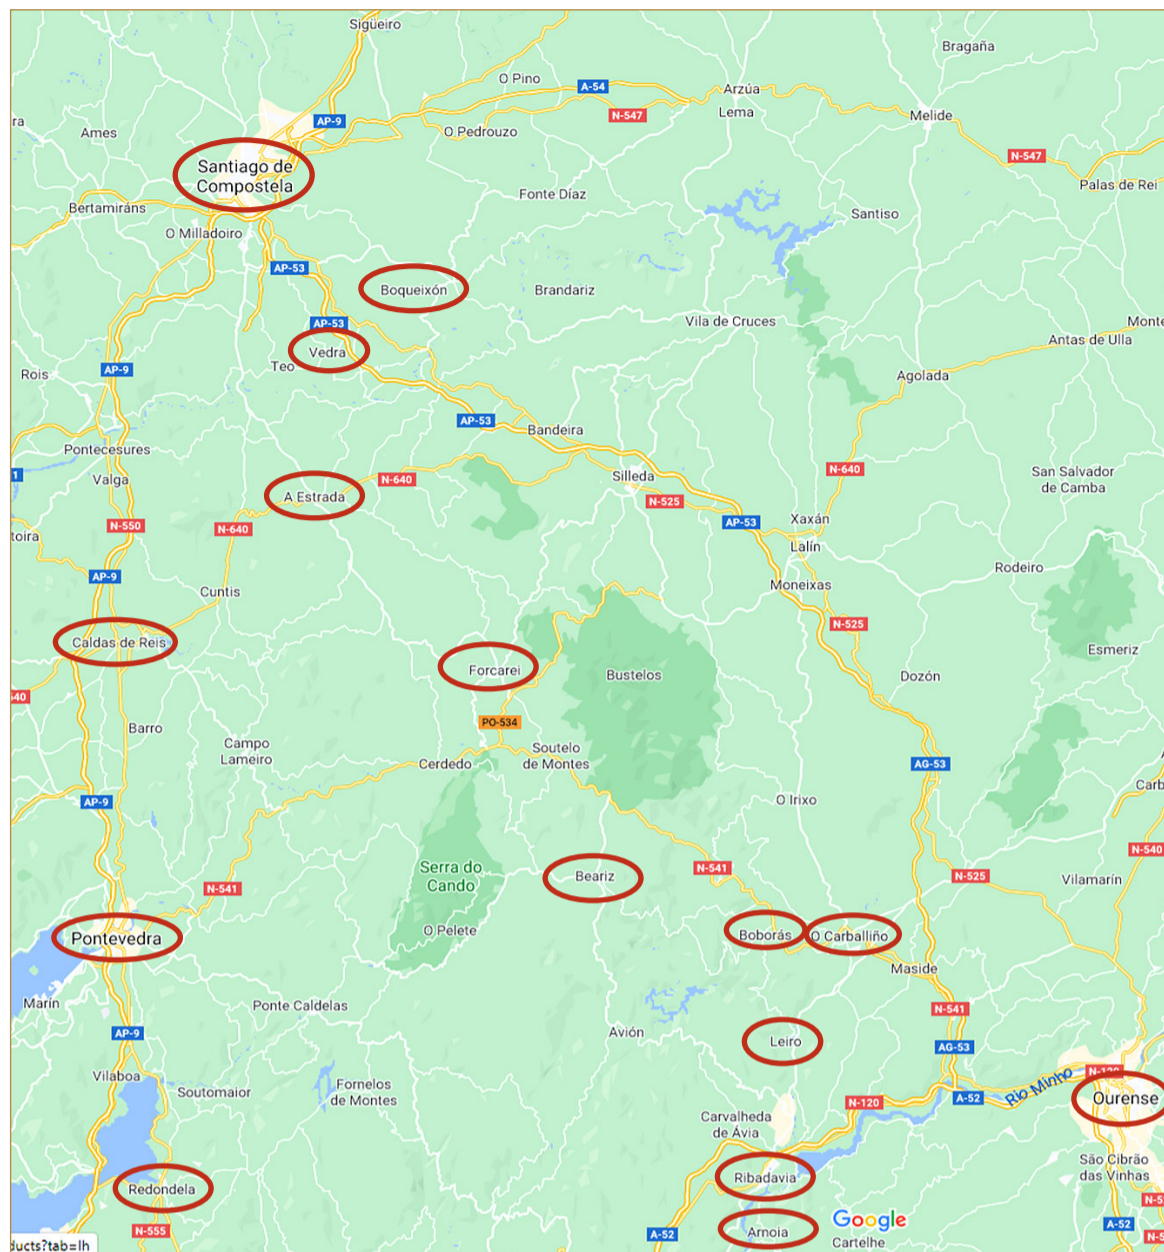 Sigüeiro
Bragaña
O Pino
A-54
Arzúa
AP-9
N-547
Lema
Melide
ra
Ames
O Pedrouzo
N-547
Santiago de
Compostela
Palas de Rei
Fonte Díaz
Bertamiráns
Santiso
O Milladoiro
AP-53
Boqueixón
Brandariz
AP-53
Vila de Cruces
Monte
Vedra
Antas de Ulla
Teo
AP-9
Rois
Agolada
AP-53
Bandeira
Pontecesures
N-640
San Salvador
de Camba
1
Valga
N-640
Silleda
A Estrada
N-525
N-550
N-640
AP-53
Xaxán
toira
Lalín
AP-9
Rodeiro
Cuntis
Moneixas
N-525
Caldas de Reis
Esmeriz
Forcarei
Bustelos
Dozón
640
PO-534
Barro
Campo
Lameiro
Soutelo
de Montes
Cerdedo
AG-53
AP-9
O Irixo
Carb
N-540
Serra do
Cando
N-541
Beariz
N-525
Vilamarín
N-541
O Pelete
Boborás
O Carballiño
Pontevedra
Maside
Marín
Ponte Caldelas
N-541
AP-9
Avión
Leiro
AG-53
Vilaboa
N-120
Rio Minho
Fornelos
de Montes
Soutomaior
A-52
Ourense
N-120
Carvalheda
de Ávia
São Cibrão
das Vinhas
Ribadavia
Redondela
N-5
Google
A-52
N-555
Arnoia
A-52
N-5
Cartelhe
ducts?tab=lh